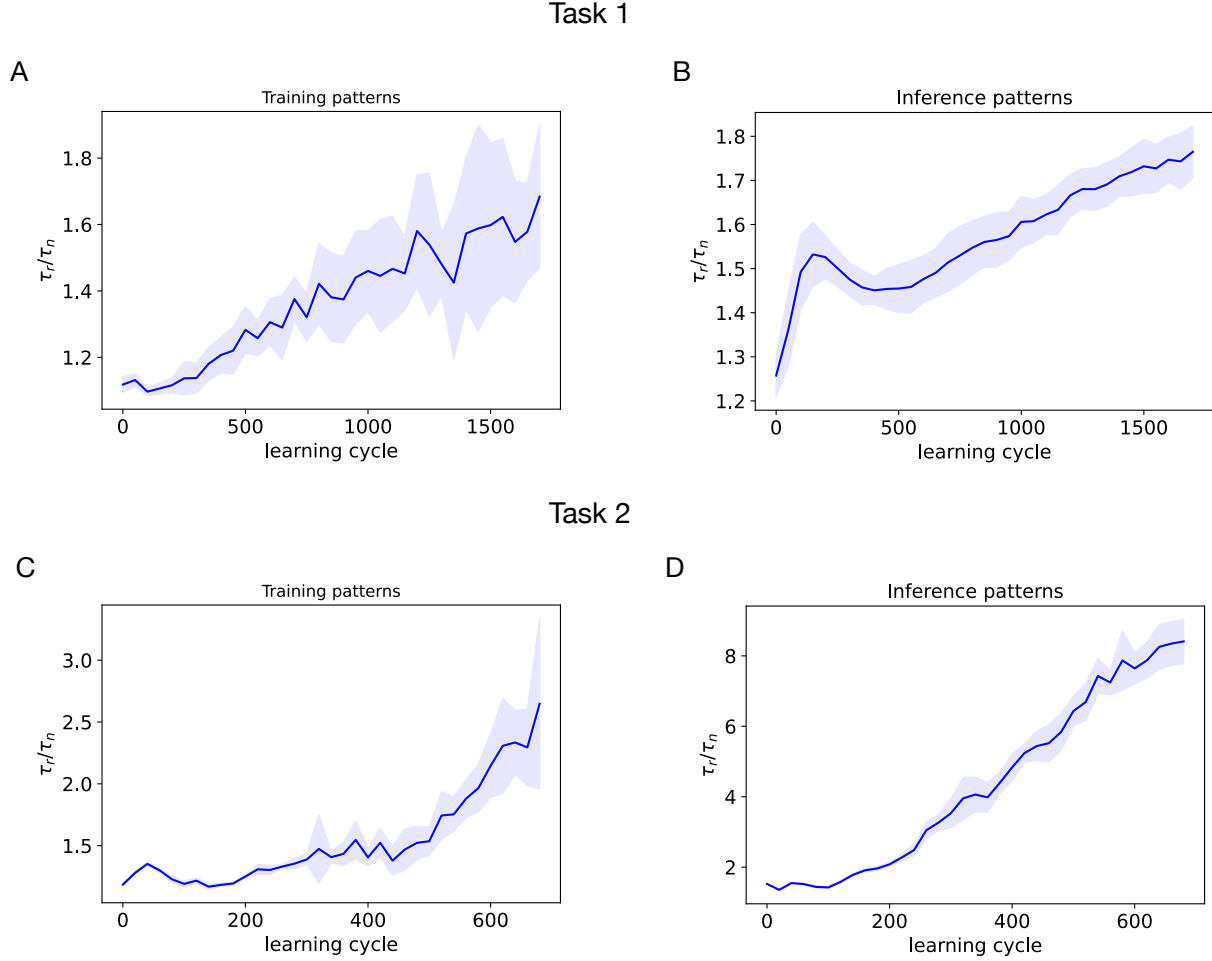 Task 1
A
Training patterns
1.8
1.6
1.4
1.2
τr/τn
0
500
1000
1500
learning cycle
B
Inference patterns
1.8
1.7
1.6
1.5
1.4
1.3
1.2
τr/τn
0
500
1000
1500
learning cycle
Task 2
C
Training patterns
3.0
2.5
2.0
1.5
τr/τn
0
200
400
600
learning cycle
D
Inference patterns
8
6
4
2
τr/τn
0
200
400
600
learning cycle